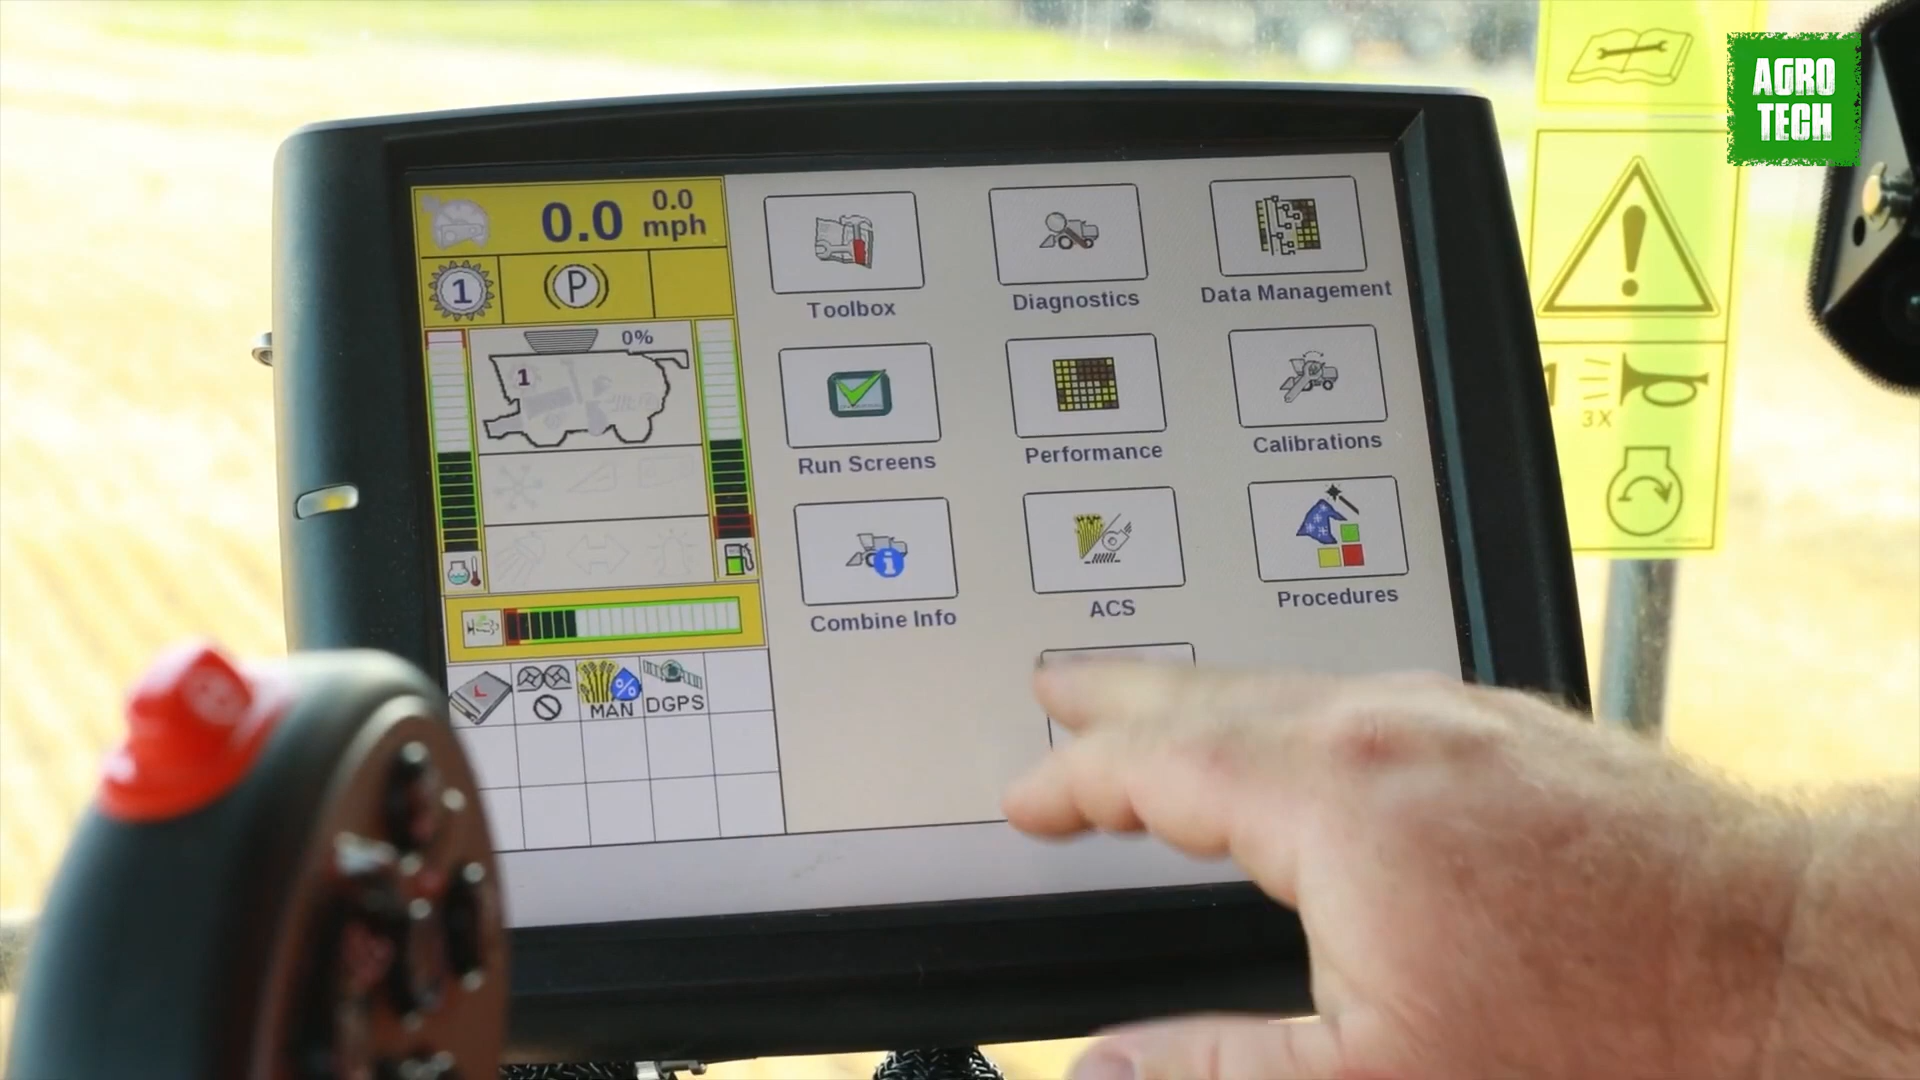 AGRO
TECH
0.0
0.0
mph
1
P
0%
1
Toolbox
Diagnostics
Data Management
Run Screens
Performance
Calibrations
Combine Info
ACS
Procedures
MAN
DGPS
%
i
1
3X